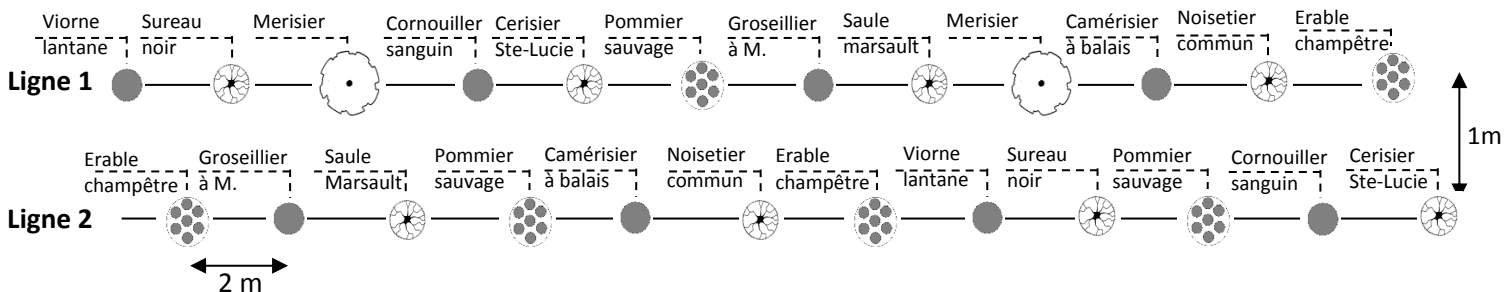 Viorne lantane
Sureau noir
Merisier
Cornouiller sanguin
Cerisier Ste-Lucie
Pommier sauvage
Groseillier à M.
Saule marsault
Merisier
Camérisier à balais
Noisetier commun
Erable champêtre
Ligne 1
1m
Erable champêtre
Groseillier à M.
Saule Marsault
Pommier sauvage
Camérisier à balais
Noisetier commun
Erable champêtre
Viorne lantane
Sureau noir
Pommier sauvage
Cornouiller sanguin
Cerisier Ste-Lucie
Ligne 2
2 m